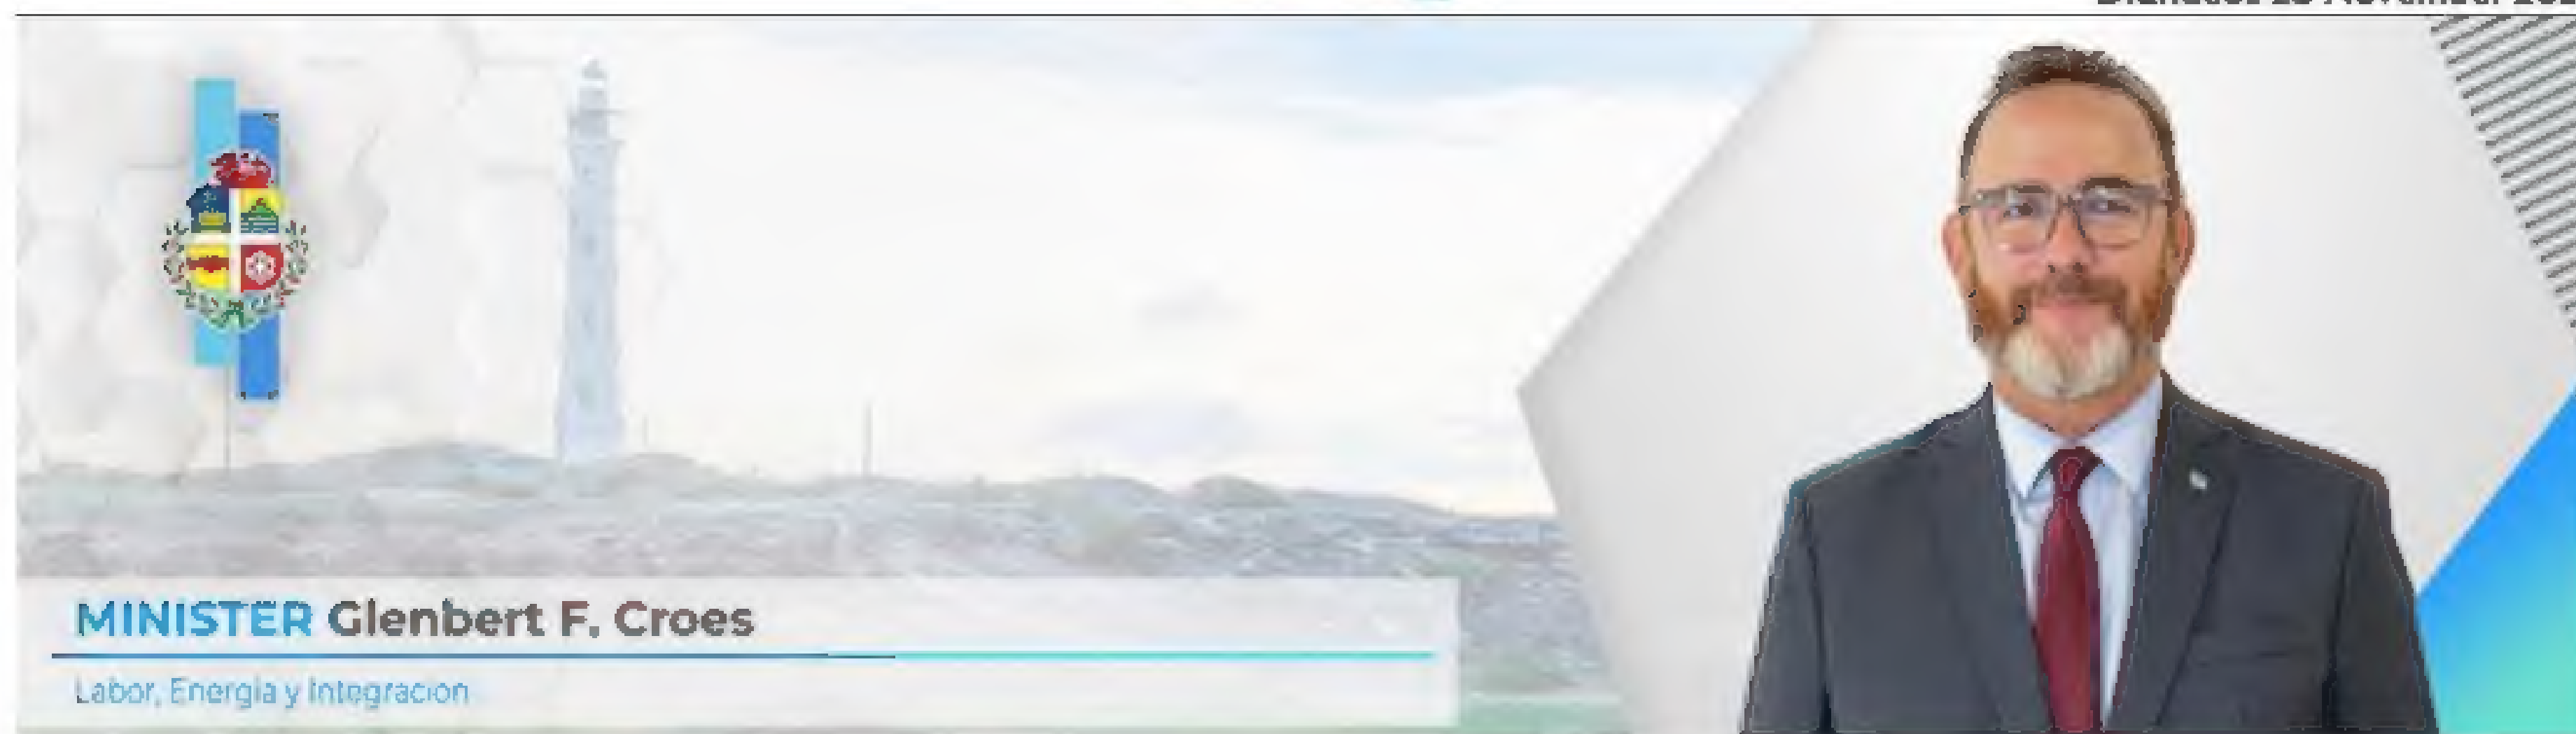 MINISTER Glenbert F. Croes
Labor, Energia y Integracion